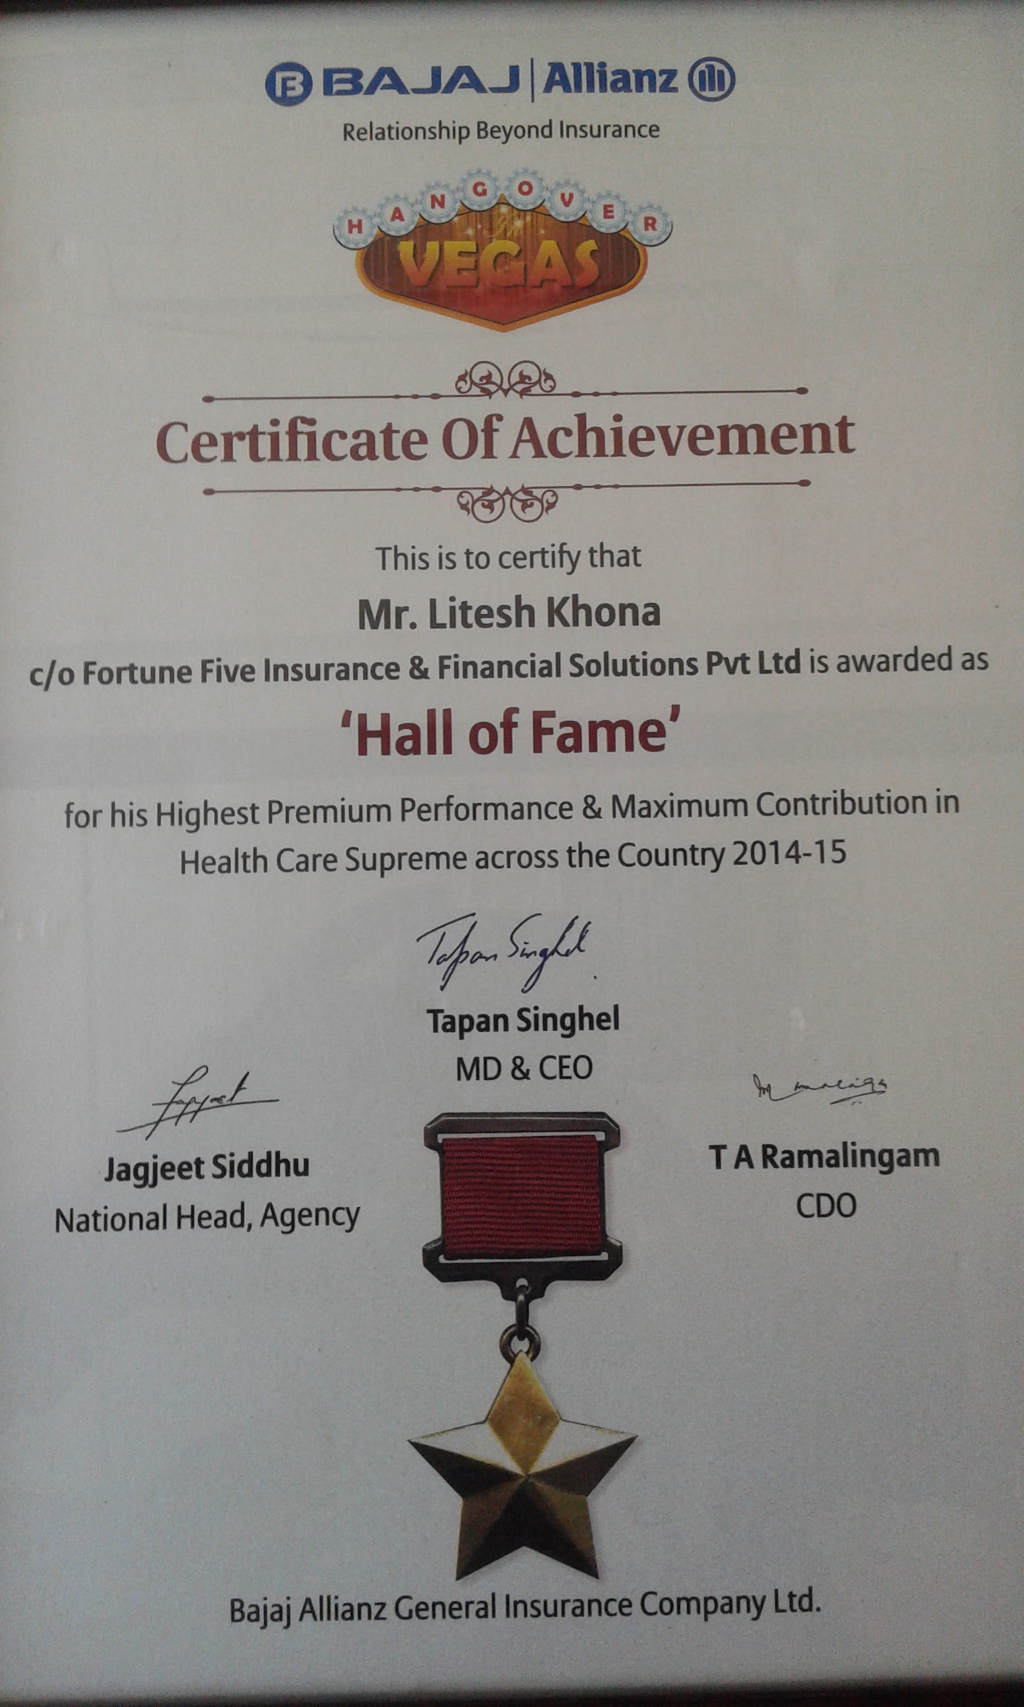 BAJAJ | Allianz
Relationship Beyond Insurance
HANGOVER
VEGAS
Certificate Of Achievement
This is to certify that
Mr. Litesh Khona
c/o Fortune Five Insurance & Financial Solutions Pvt Ltd is awarded as
‘Hall of Fame’
for his Highest Premium Performance & Maximum Contribution in
Health Care Supreme across the Country 2014-15
Tapan Singhel
Tapan Singhel
MD & CEO
Jagjeet Siddhu
National Head, Agency
T A Ramalingam
CDO
Bajaj Allianz General Insurance Company Ltd.